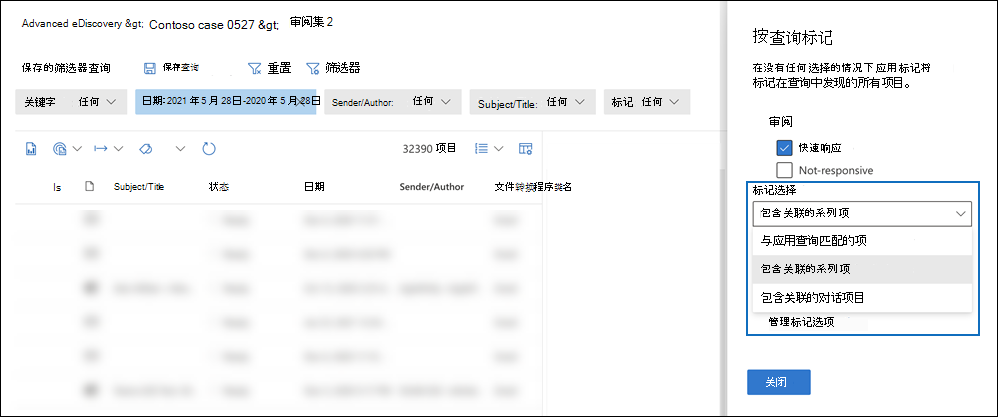 Advanced eDiscovery &gt; Contoso case 0527 &gt; 审阅集 2
保存的筛选器查询 保存查询 重置 筛选器
关键字 任何 日期: 2021 年 5 月 28日-2020 年 5 月 28日 Sender/Author: 任何 Subject/Title: 任何 标记 任何
32390 项目
Is Subject/Title 状态 日期 Sender/Author
按查询标记
在没有任何选择的情况下应用标记将
标记在查询中发现的所有项目。
审阅
快速响应
Not-responsive
标记选择
包含关联的系列项
与应用查询匹配的项
包含关联的系列项
包含关联的对话项目
管理标记选项
关闭